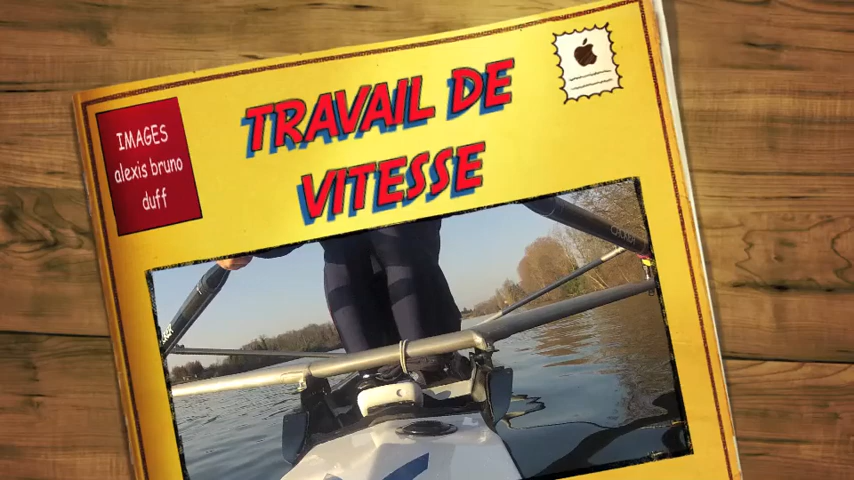 TRAVAIL DE
VITESSE
IMAGES
alexis bruno
duff